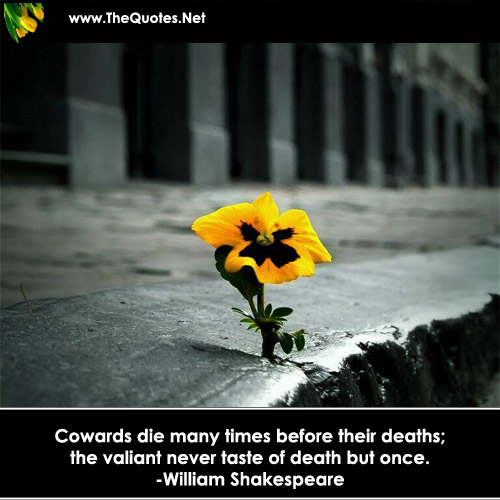 www.TheQuotes.Net
Cowards die many times before their deaths;
the valiant never taste of death but once.
-William Shakespeare